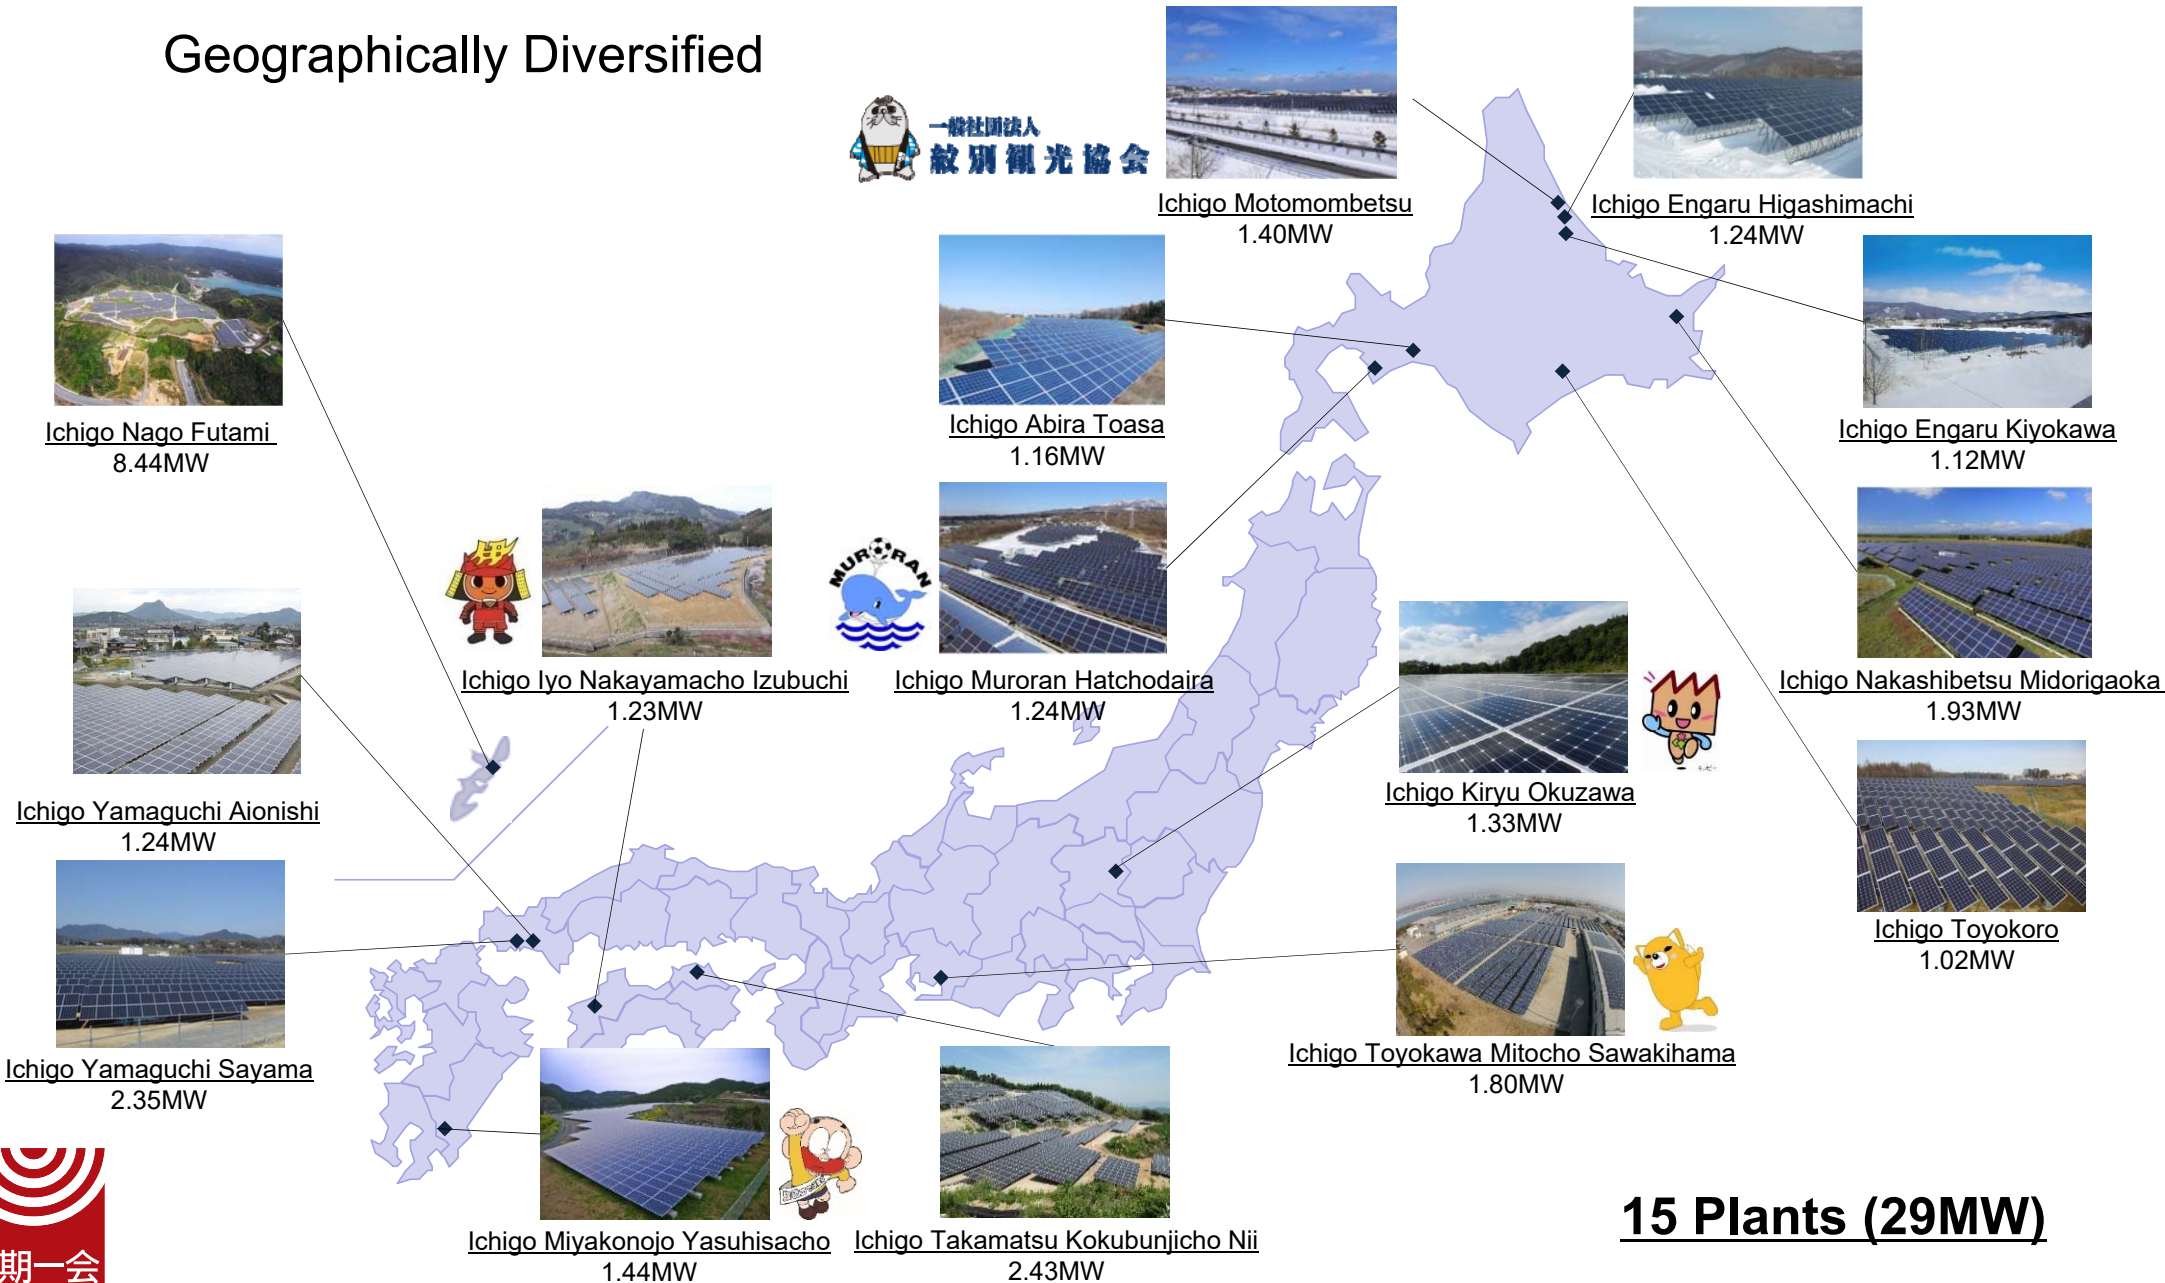 Geographically Diversified
一般社団法人
紋別観光協会
Ichigo Motomombetsu
1.40MW
Ichigo Engaru Higashimachi
1.24MW
Ichigo Nago Futami
8.44MW
Ichigo Abira Toasa
1.16MW
Ichigo Engaru Kiyokawa
1.12MW
MURORAN
Ichigo Iyo Nakayamacho Izubuchi
1.23MW
Ichigo Muroran Hatchodaira
1.24MW
Ichigo Nakashibetsu Midorigaoka
1.93MW
Ichigo Yamaguchi Aionishi
1.24MW
Ichigo Kiryu Okuzawa
1.33MW
Ichigo Toyokoro
1.02MW
Ichigo Yamaguchi Sayama
2.35MW
Ichigo Toyokawa Mitocho Sawakihama
1.80MW
Ichigo Miyakonojo Yasuhisacho
1.44MW
Ichigo Takamatsu Kokubunjicho Nii
2.43MW
15 Plants (29MW)
期一会